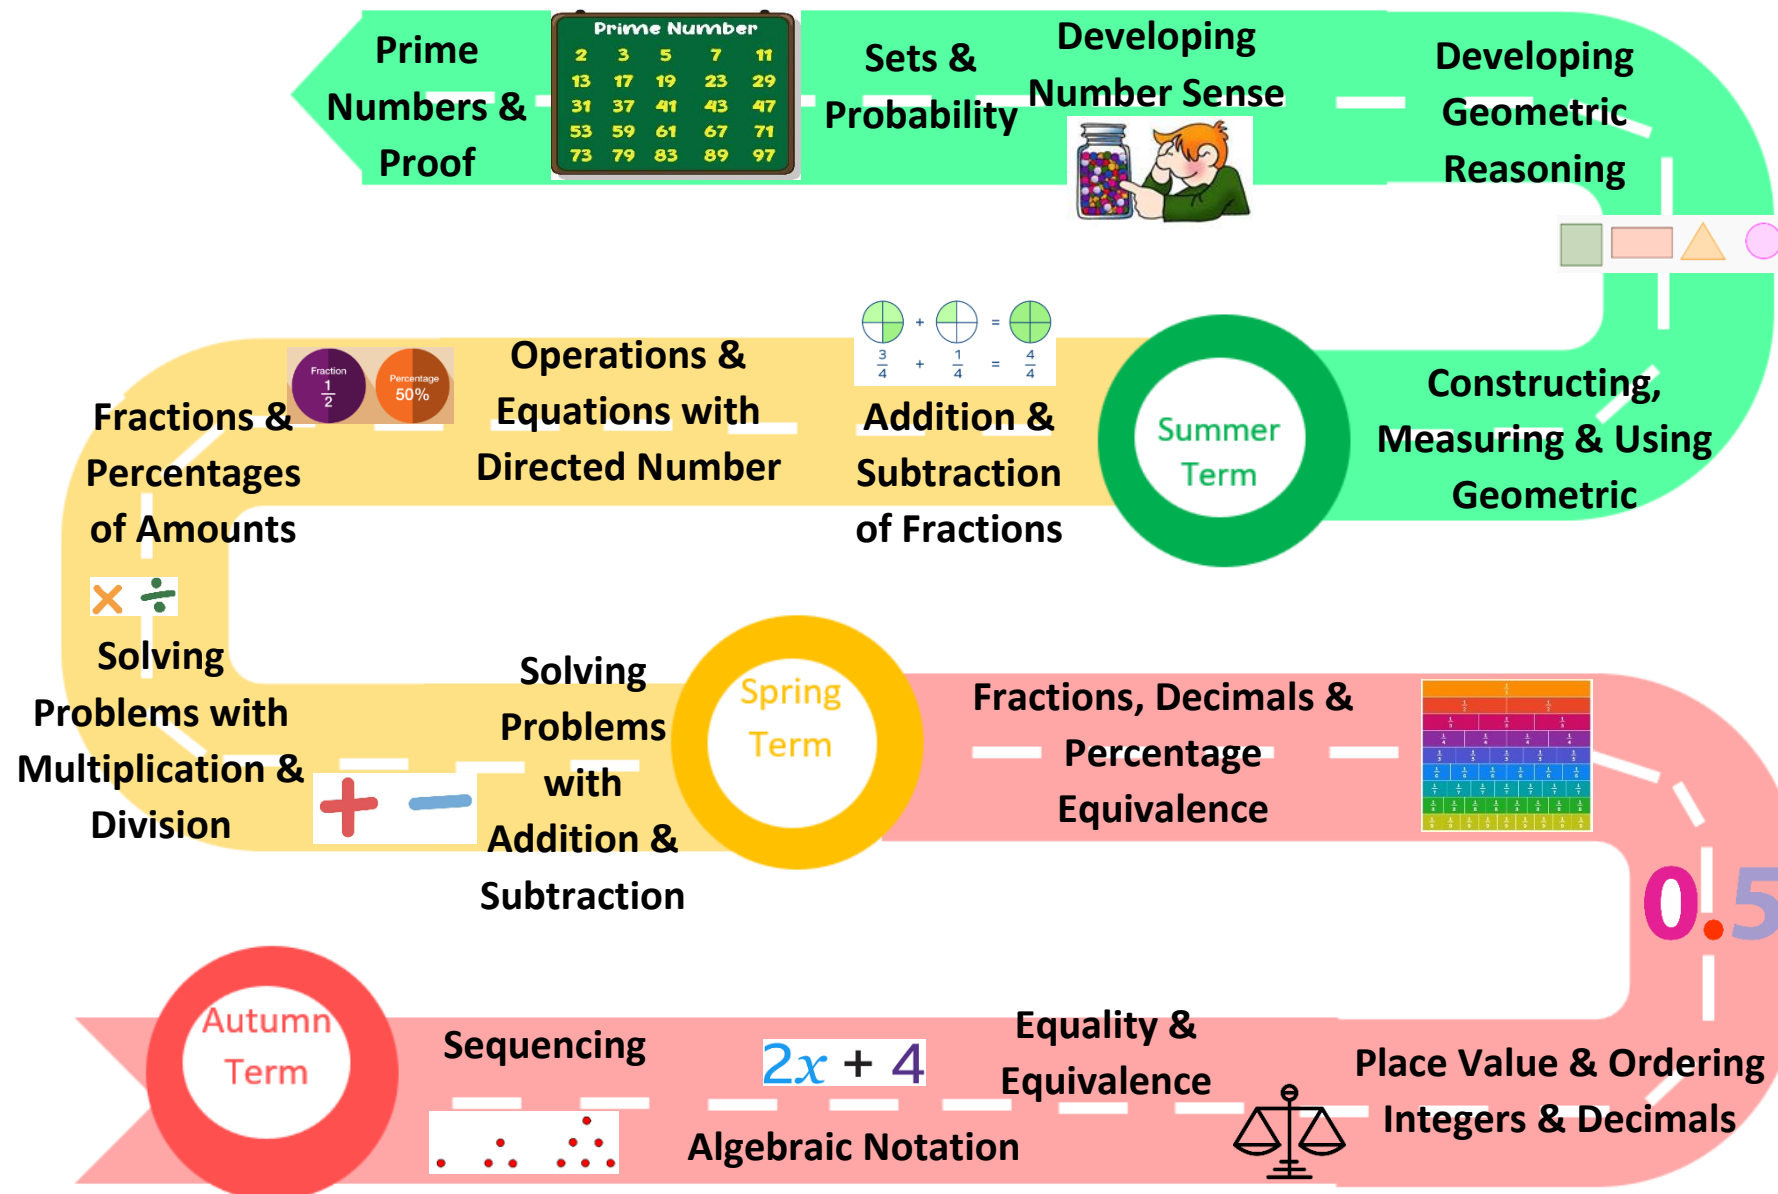 Prime
Numbers &
Proof
Prime Number
2 3 5 7 11
13 17 19 23 29
31 37 41 43 47
53 59 61 67 71
73 79 83 89 97
Sets &
Probability
Developing
Number Sense
Developing
Geometric
Reasoning
Fractions &
Percentages
of Amounts
Fraction
1
2
Percentage
50%
Operations &
Equations with
Directed Number
+ =
3/4 + 1/4 = 4/4
Addition &
Subtraction
of Fractions
Summer
Term
Constructing,
Measuring & Using
Geometric
× ÷
Solving
Problems with
Multiplication &
Division
+ −
Solving
Problems
with
Addition &
Subtraction
Spring
Term
Fractions, Decimals &
Percentage
Equivalence
0.5
Autumn
Term
Sequencing
2x + 4
Algebraic Notation
Equality &
Equivalence
Place Value & Ordering
Integers & Decimals